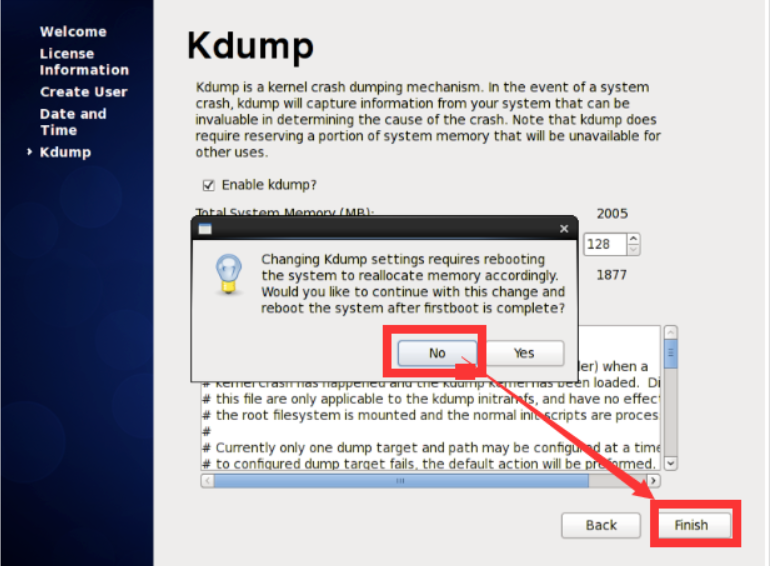 Welcome
License
Information
Create User
Date and
Time
Kdump
Kdump
Kdump is a kernel crash dumping mechanism. In the event of a system
crash, kdump will capture information from your system that can be
invaluable in determining the cause of the crash. Note that kdump does
require reserving a portion of system memory that will be unavailable for
other uses.
Enable kdump?
Total System Memory (MB): 2005
128
1877
Changing Kdump settings requires rebooting
the system to reallocate memory accordingly.
Would you like to continue with this change and
reboot the system after firstboot is complete?
No Yes
ler) when a
# kernel crash has happened and the kdump kernel has been loaded. Di
# this file are only applicable to the kdump initramfs, and have no effec
# the root filesystem is mounted and the normal init scripts are proces
#
# Currently only one dump target and path may be configured at a time
# to configured dump target fails, the default action will be preformed.
Back Finish